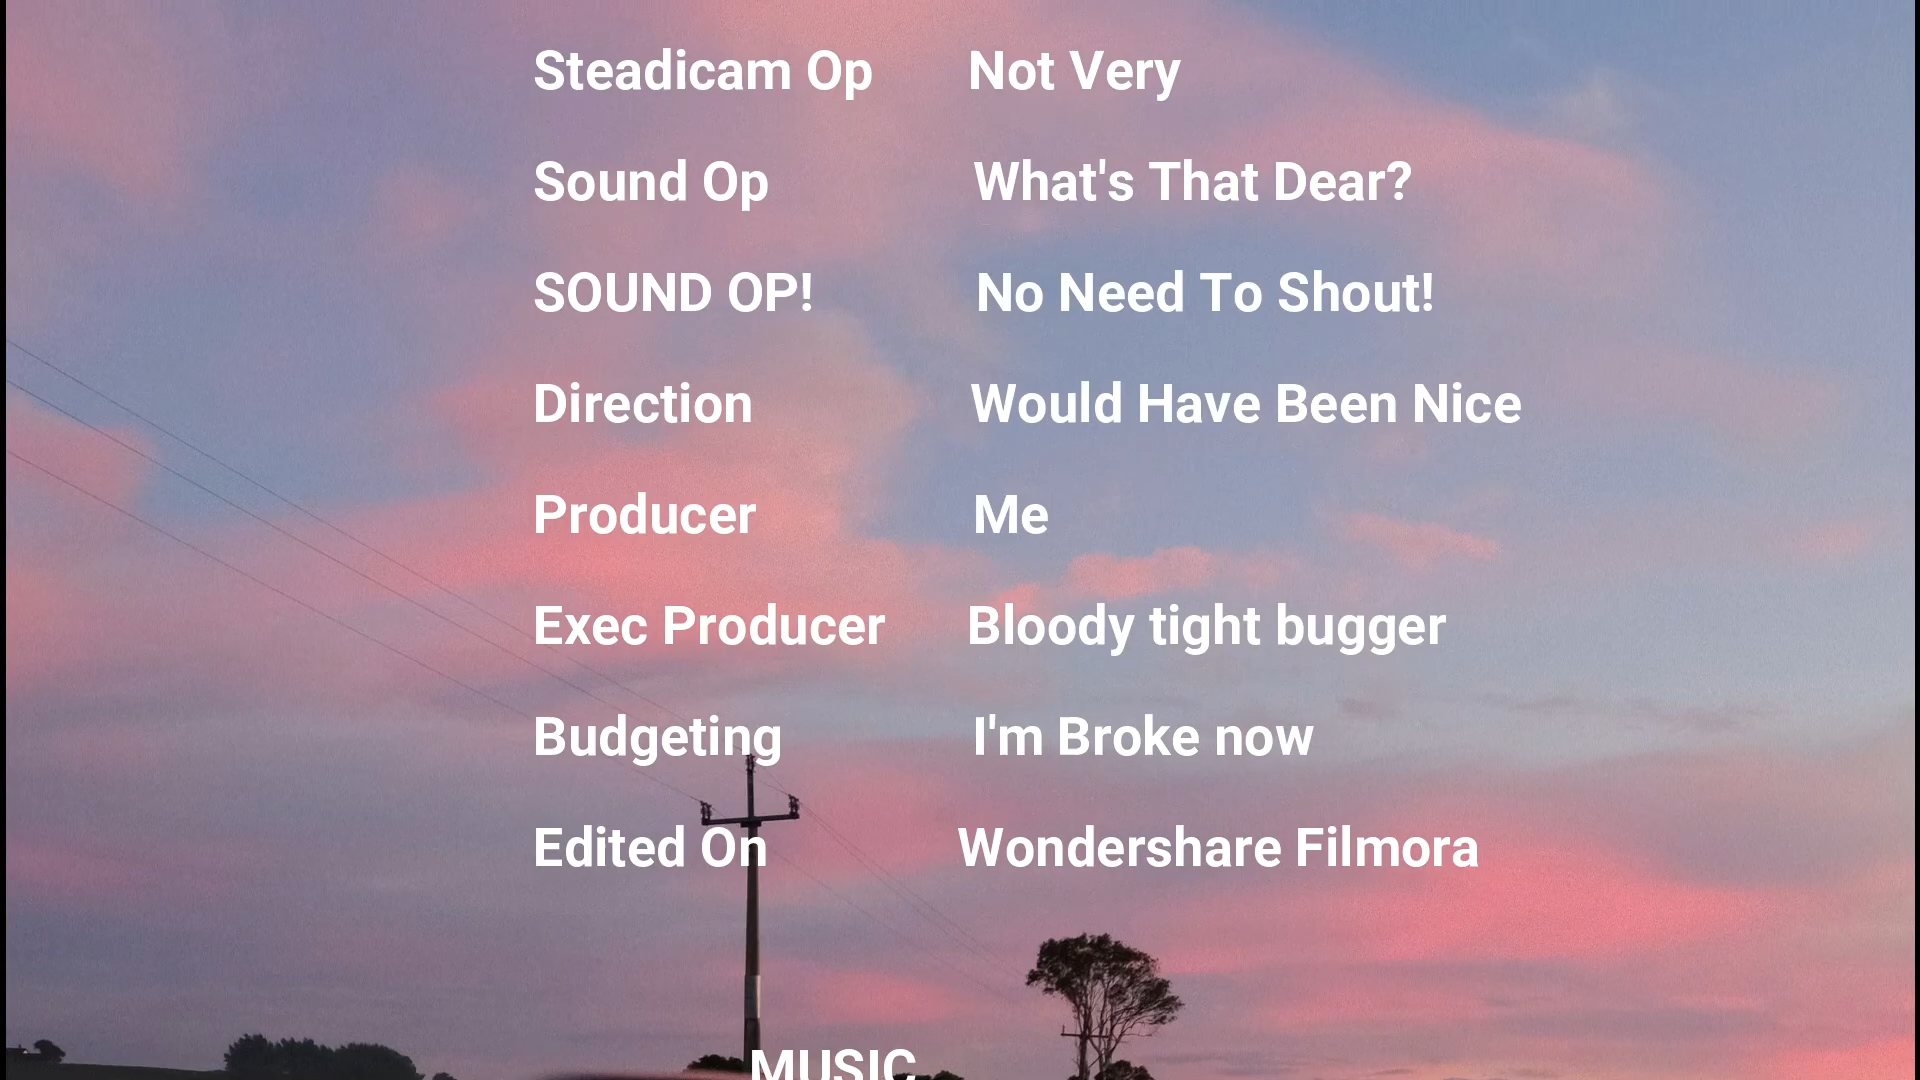 Steadicam Op Not Very
Sound Op What's That Dear?
SOUND OP! No Need To Shout!
Direction Would Have Been Nice
Producer Me
Exec Producer Bloody tight bugger
Budgeting I'm Broke now
Edited On Wondershare Filmora
MUSIC